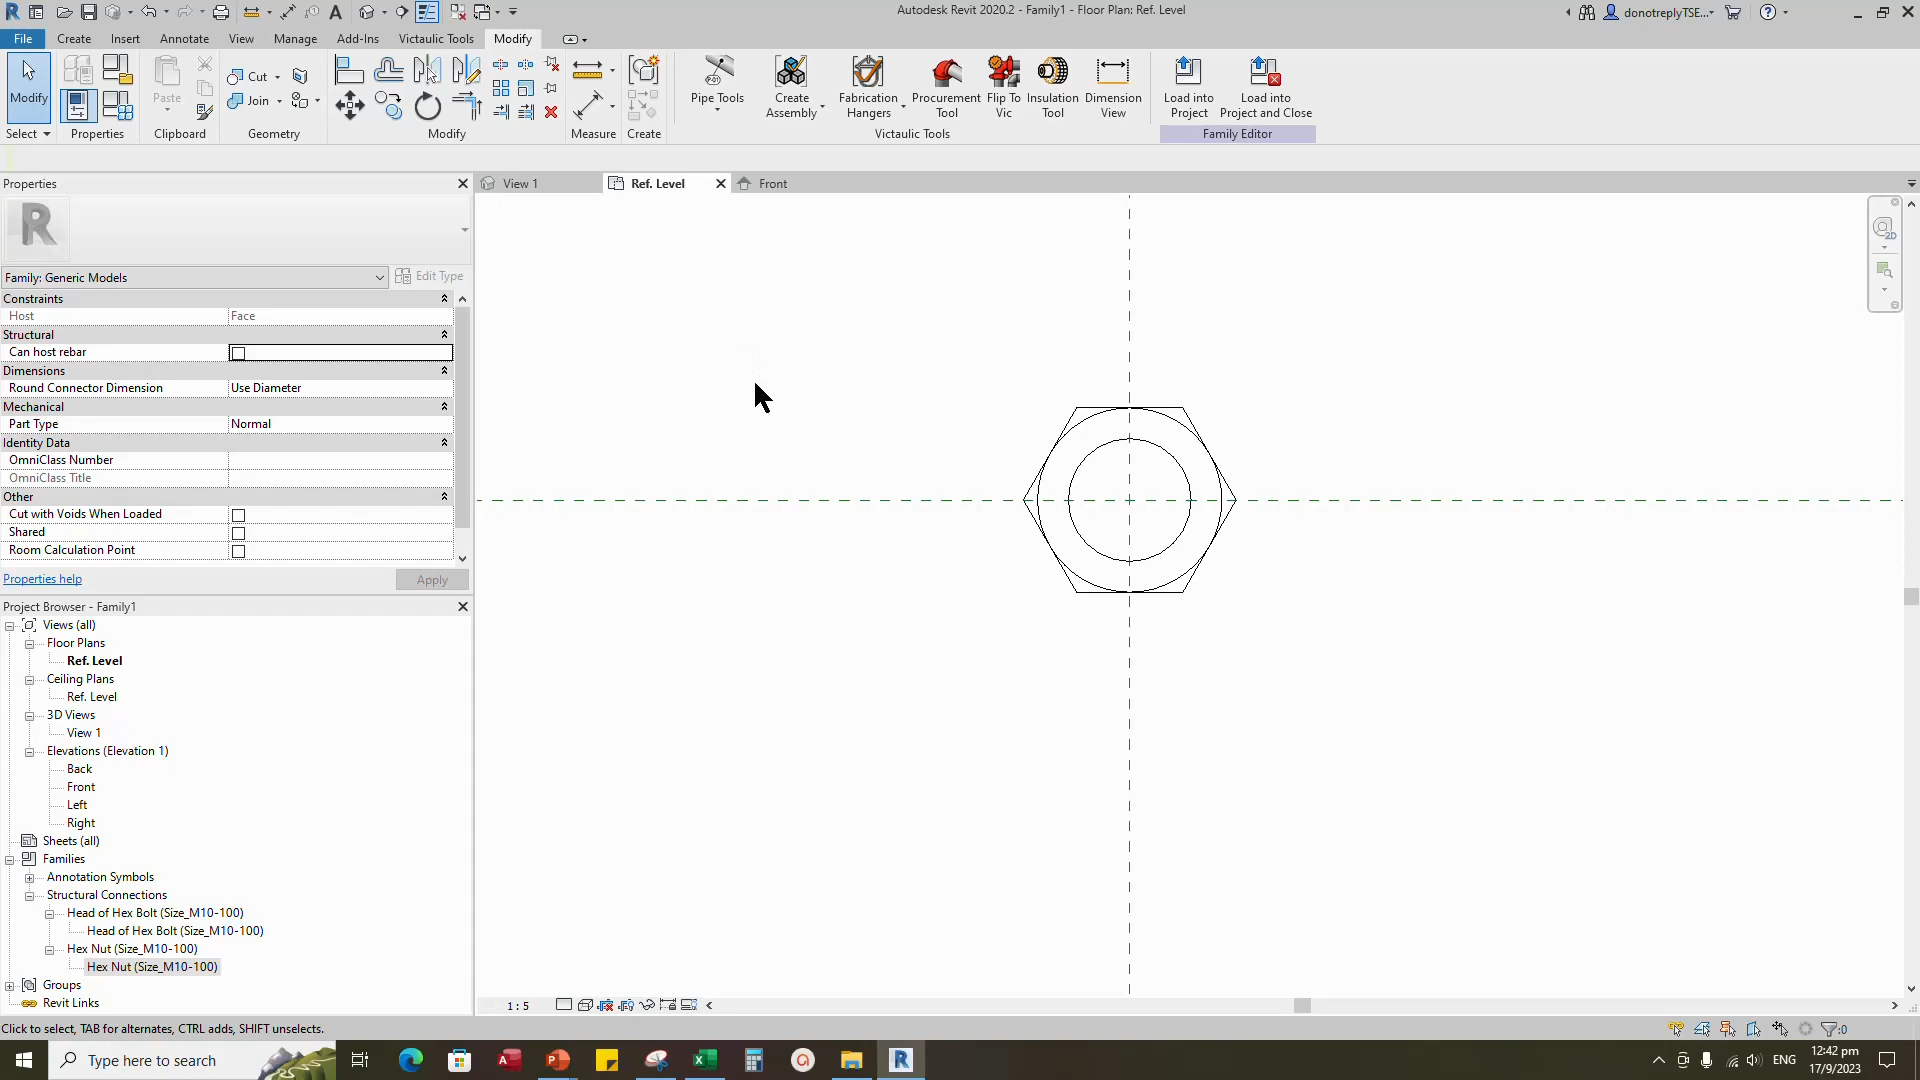 Autodesk Revit 2020.2 - Family1 - Floor Plan: Ref. Level
donotreplyTSE...
File
Create
Insert
Annotate
View
Manage
Add-Ins
Victaulic Tools
Modify
Modify
Paste
Cut
Join
Pipe Tools
Create Assembly
Fabrication Hangers
Procurement Tool
Flip To Vic
Insulation Tool
Dimension View
Load into Project
Load into Project and Close
Select
Properties
Clipboard
Geometry
Modify
Measure
Create
Victaulic Tools
Family Editor
Properties
View 1
Ref. Level
Front
2D
Family: Generic Models
Edit Type
Constraints
Host Face
Structural
Can host rebar
Dimensions
Round Connector Dimension Use Diameter
Mechanical
Part Type Normal
Identity Data
OmniClass Number
OmniClass Title
Other
Cut with Voids When Loaded
Shared
Room Calculation Point
Properties help
Apply
Project Browser - Family1
Views (all)
Floor Plans
Ref. Level
Ceiling Plans
Ref. Level
3D Views
View 1
Elevations (Elevation 1)
Back
Front
Left
Right
Sheets (all)
Families
Annotation Symbols
Structural Connections
Head of Hex Bolt (Size_M10-100)
Head of Hex Bolt (Size_M10-100)
Hex Nut (Size_M10-100)
Hex Nut (Size_M10-100)
Groups
Revit Links
1 : 5
Click to select, TAB for alternates, CTRL adds, SHIFT unselects.
:0
Type here to search
ENG
12:42 pm
17/9/2023